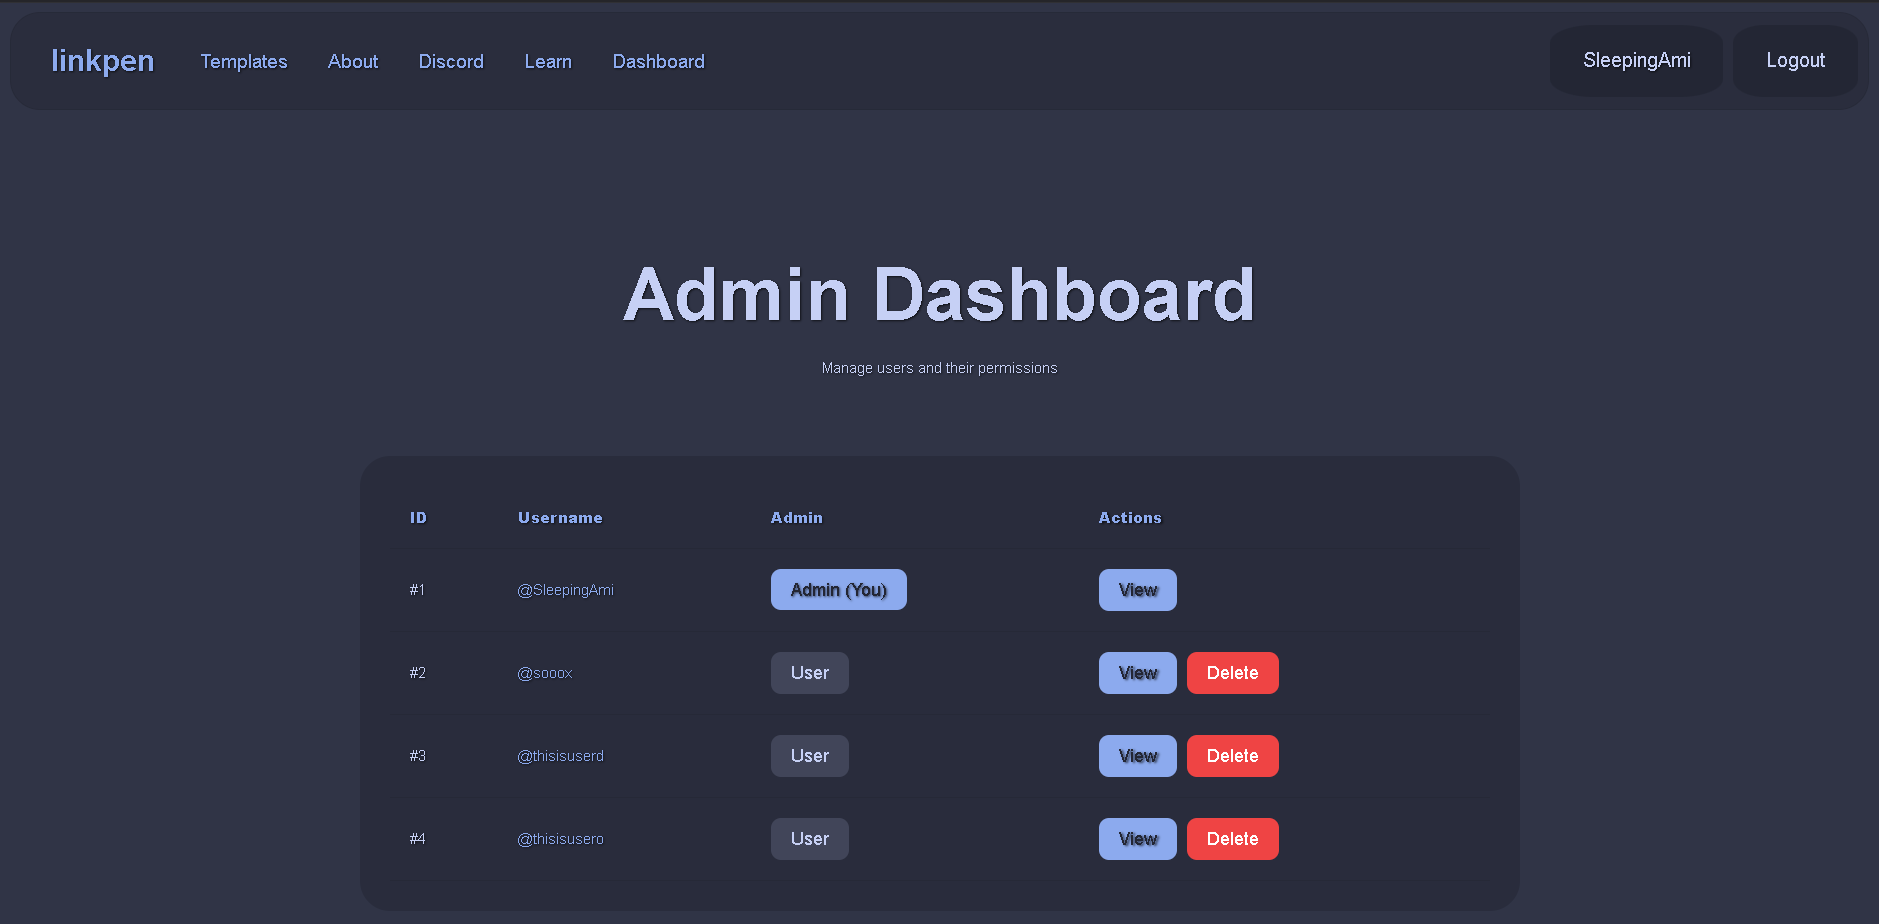 linkpen Templates About Discord Learn Dashboard SleepingAmi Logout
Admin Dashboard
Manage users and their permissions
ID Username Admin Actions
#1 @SleepingAmi Admin (You) View
#2 @sooox User View Delete
#3 @thisisuserd User View Delete
#4 @thisisusero User View Delete